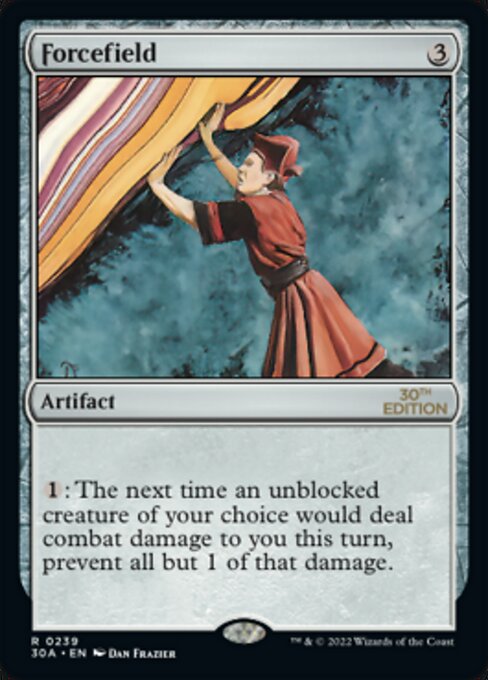 Forcefield 3
Artifact
30TH
EDITION
1: The next time an unblocked
creature of your choice would deal
combat damage to you this turn,
prevent all but 1 of that damage.
R 0239
30A • EN Dan Frazier
™ & © 2022 Wizards of the Coast